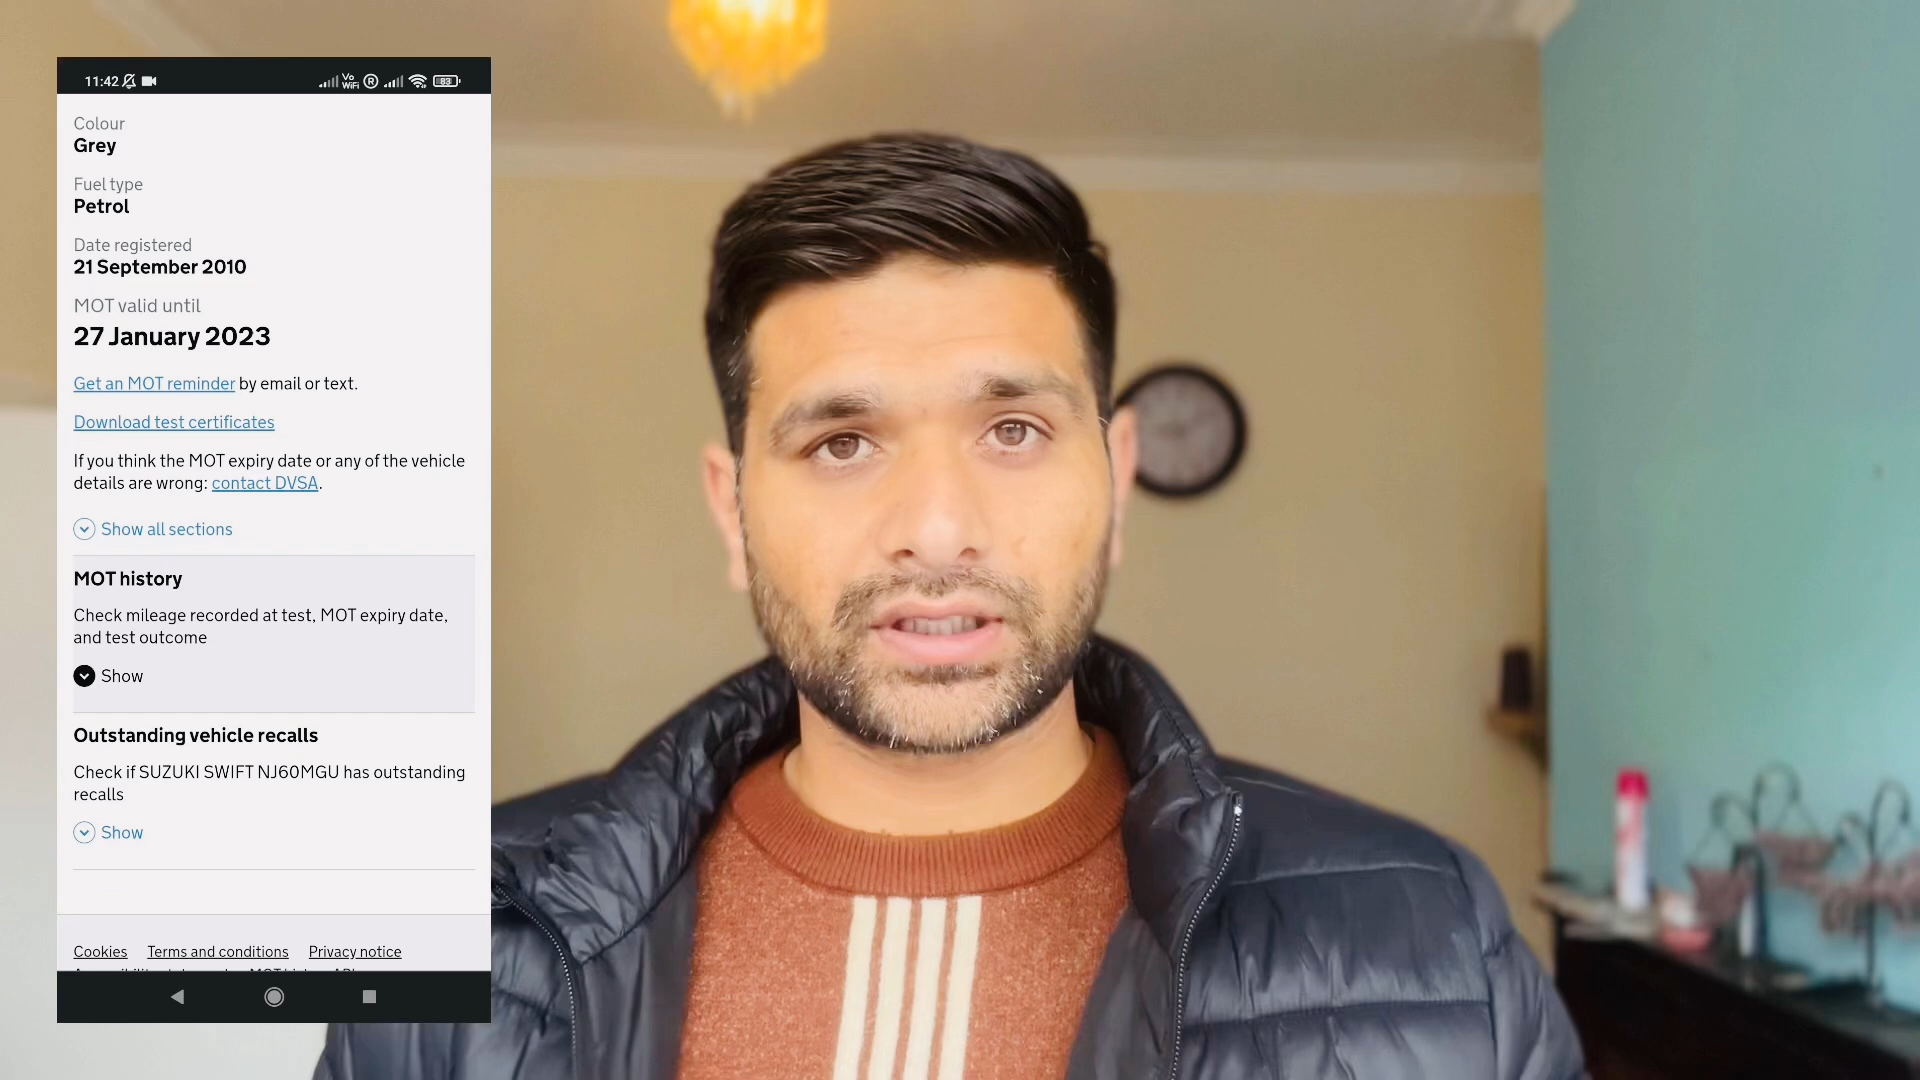 11:42
Vo
WiFi
R
83
Colour
Grey
Fuel type
Petrol
Date registered
21 September 2010
MOT valid until
27 January 2023
Get an MOT reminder by email or text.
Download test certificates
If you think the MOT expiry date or any of the vehicle
details are wrong: contact DVSA.
Show all sections
MOT history
Check mileage recorded at test, MOT expiry date,
and test outcome
Show
Outstanding vehicle recalls
Check if SUZUKI SWIFT NJ60MGU has outstanding
recalls
Show
Cookies Terms and conditions Privacy notice